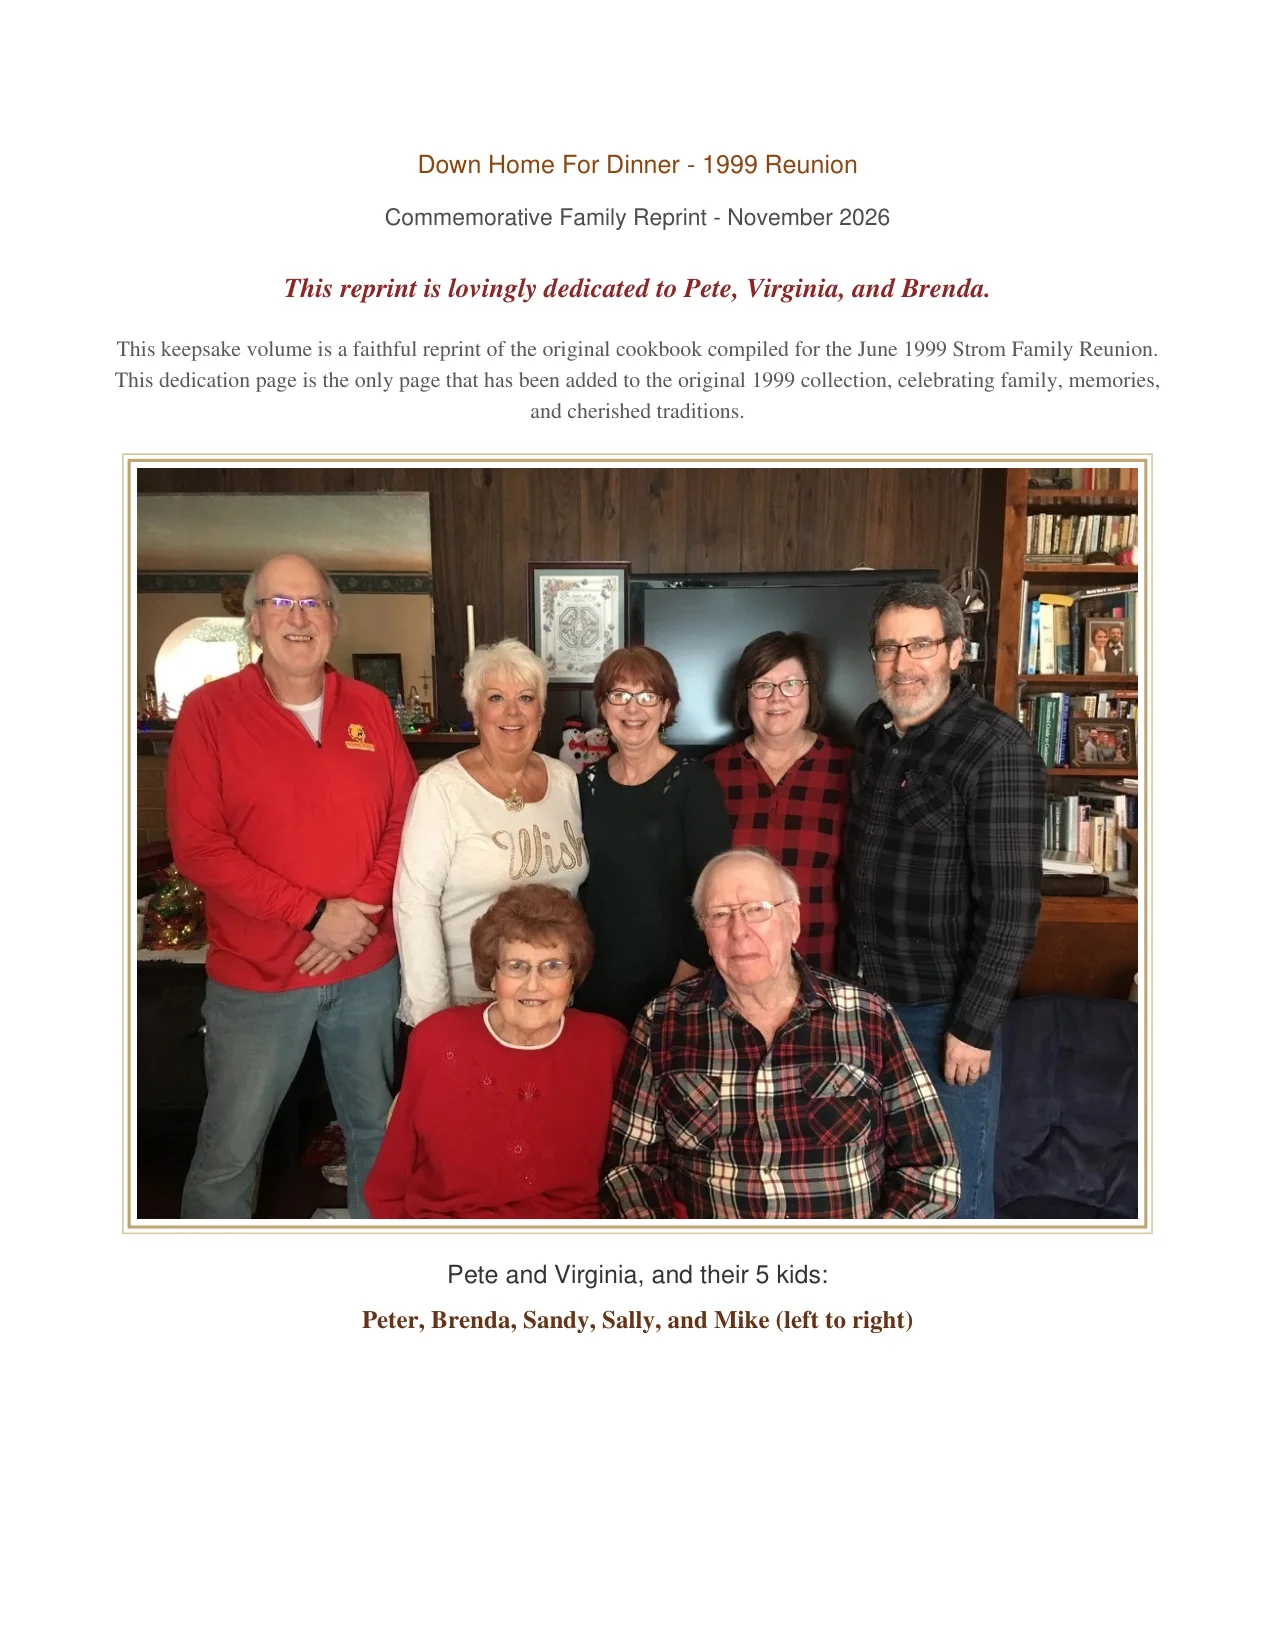 Down Home For Dinner - 1999 Reunion
Commemorative Family Reprint - November 2026
This reprint is lovingly dedicated to Pete, Virginia, and Brenda.
This keepsake volume is a faithful reprint of the original cookbook compiled for the June 1999 Strom Family Reunion.
This dedication page is the only page that has been added to the original 1999 collection, celebrating family, memories,
and cherished traditions.
Wish
Pete and Virginia, and their 5 kids:
Peter, Brenda, Sandy, Sally, and Mike (left to right)